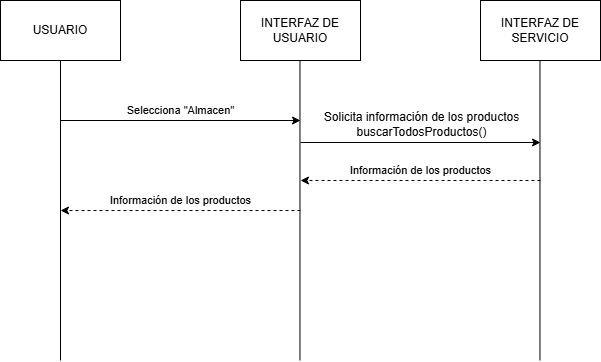 USUARIO
INTERFAZ DE
USUARIO
INTERFAZ DE
SERVICIO
Selecciona "Almacen"
Solicita información de los productos
buscarTodosProductos()
Información de los productos
Información de los productos